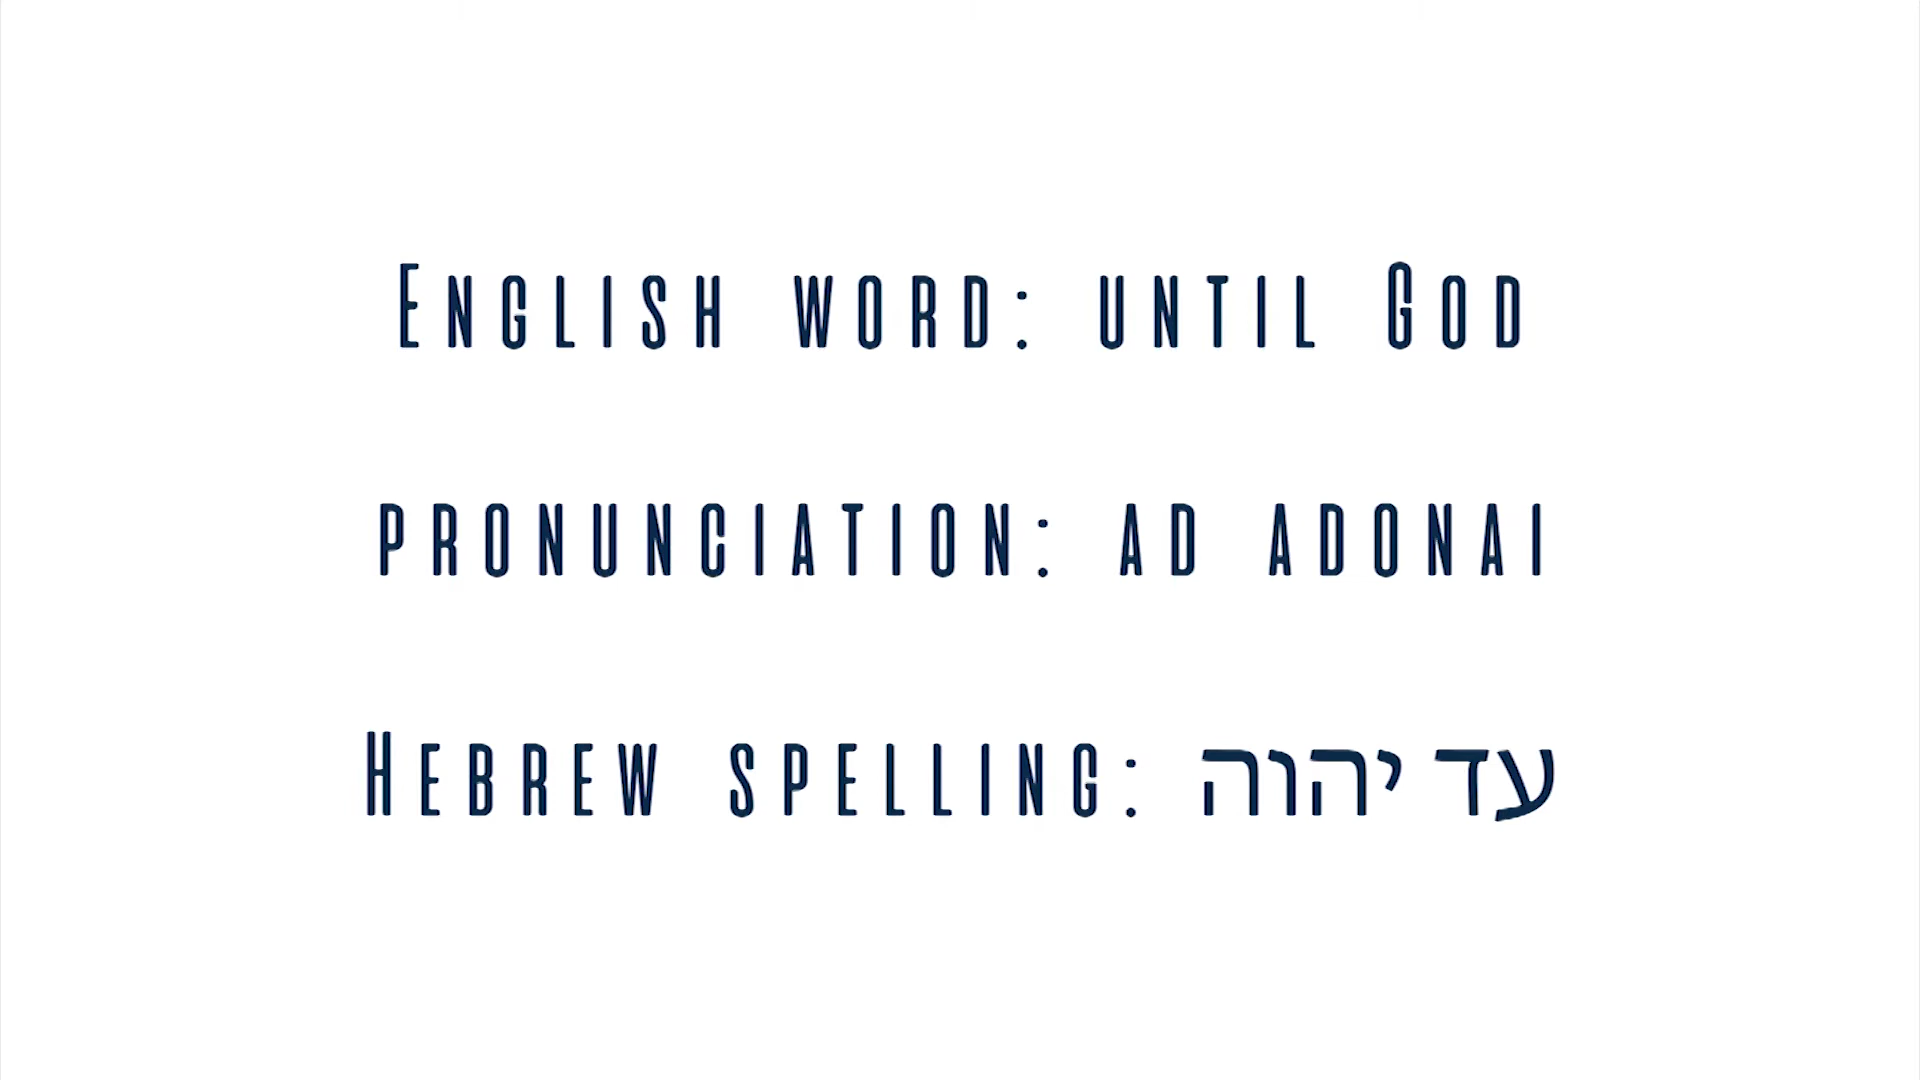 English word: until God
pronunciation: ad adonai
Hebrew spelling: עד יהוה